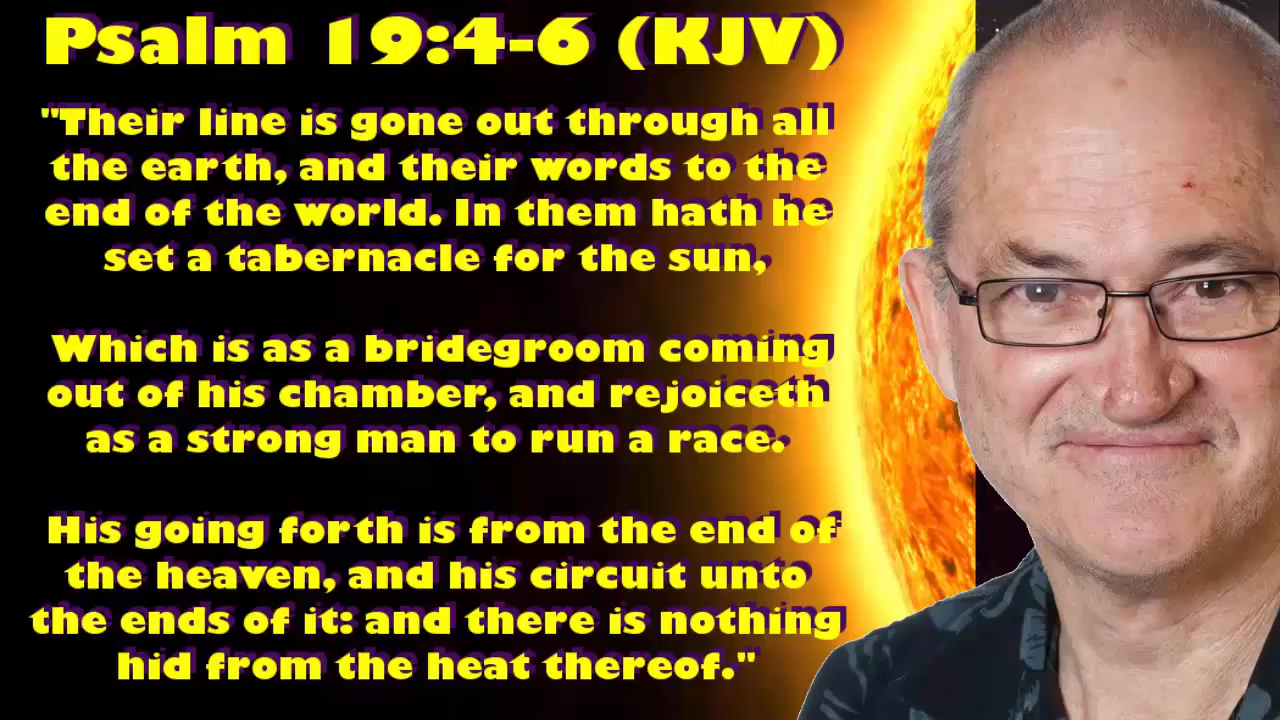 Psalm 19:4-6 (KJV)
"Their line is gone out through all
the earth, and their words to the
end of the world. In them hath he
set a tabernacle for the sun,
Which is as a bridegroom coming
out of his chamber, and rejoiceth
as a strong man to run a race.
His going forth is from the end of
the heaven, and his circuit unto
the ends of it: and there is nothing
hid from the heat thereof."